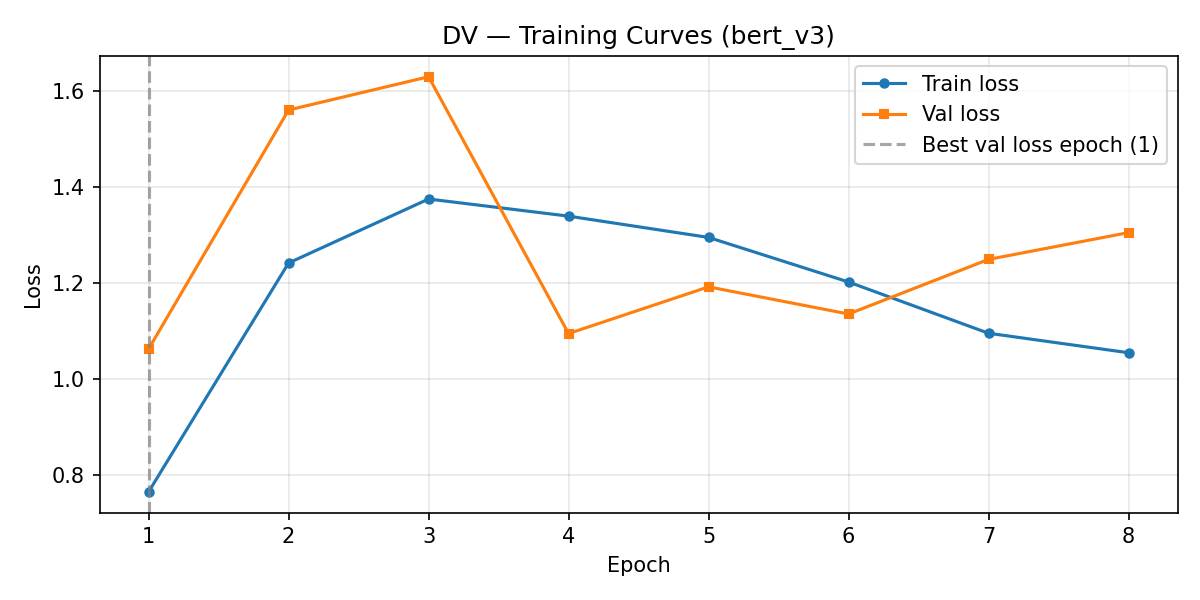 DV — Training Curves (bert_v3)
Train loss
Val loss
Best val loss epoch (1)
Loss
1.6
1.4
1.2
1.0
0.8
1 2 3 4 5 6 7 8
Epoch